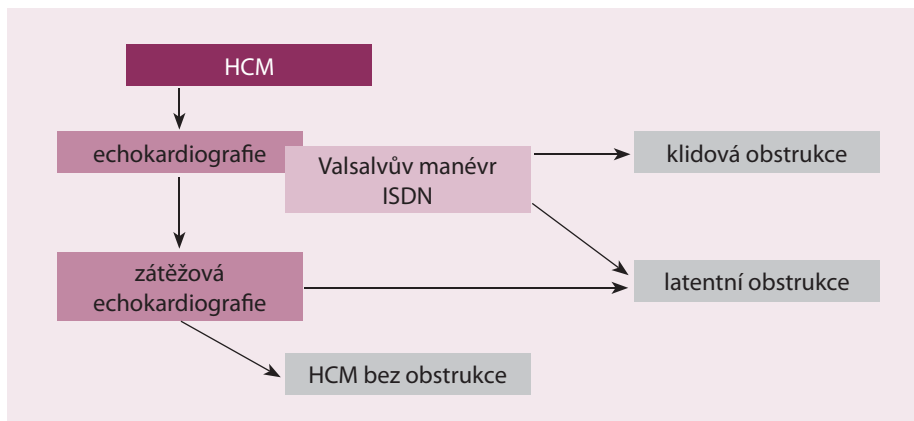 HCM
echokardiografie
Valsalvův manévr
ISDN
klidová obstrukce
zátěžová
echokardiografie
latentní obstrukce
HCM bez obstrukce